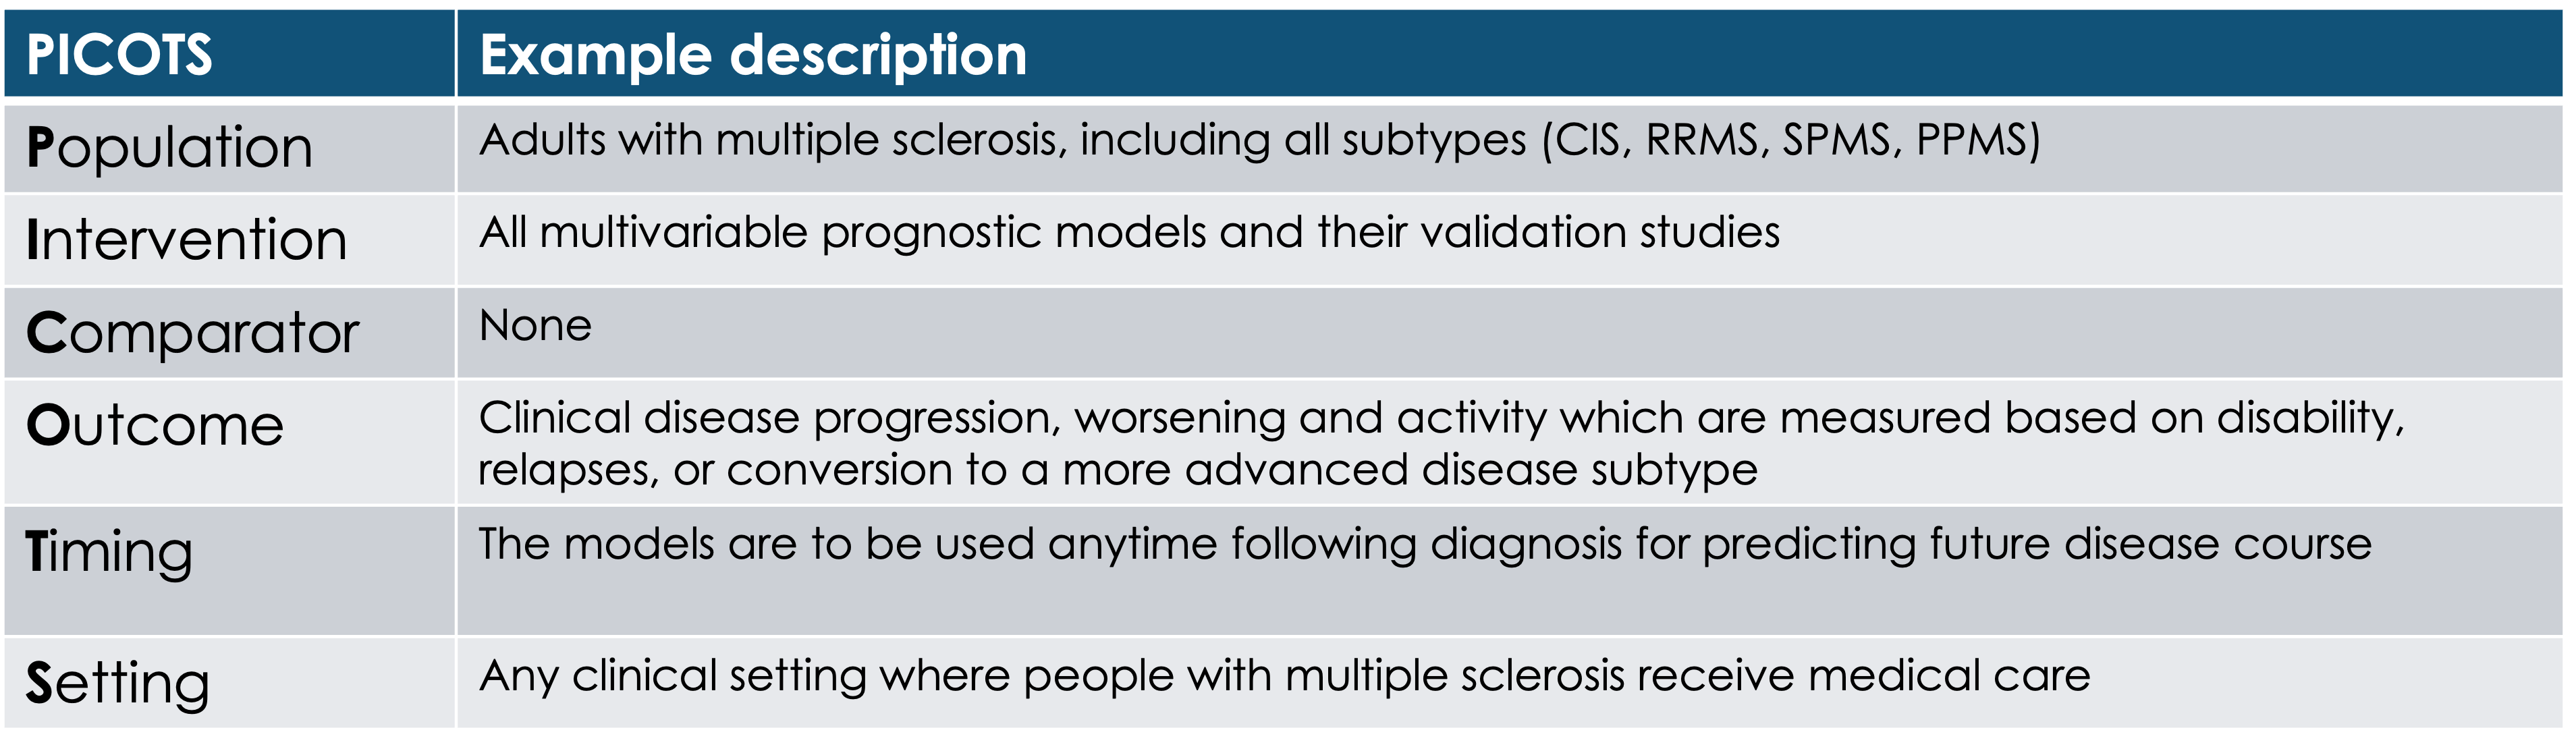 PICOTS Example description
Population Adults with multiple sclerosis, including all subtypes (CIS, RRMS, SPMS, PPMS)
Intervention All multivariable prognostic models and their validation studies
Comparator None
Outcome Clinical disease progression, worsening and activity which are measured based on disability,
relapses, or conversion to a more advanced disease subtype
Timing The models are to be used anytime following diagnosis for predicting future disease course
Setting Any clinical setting where people with multiple sclerosis receive medical care